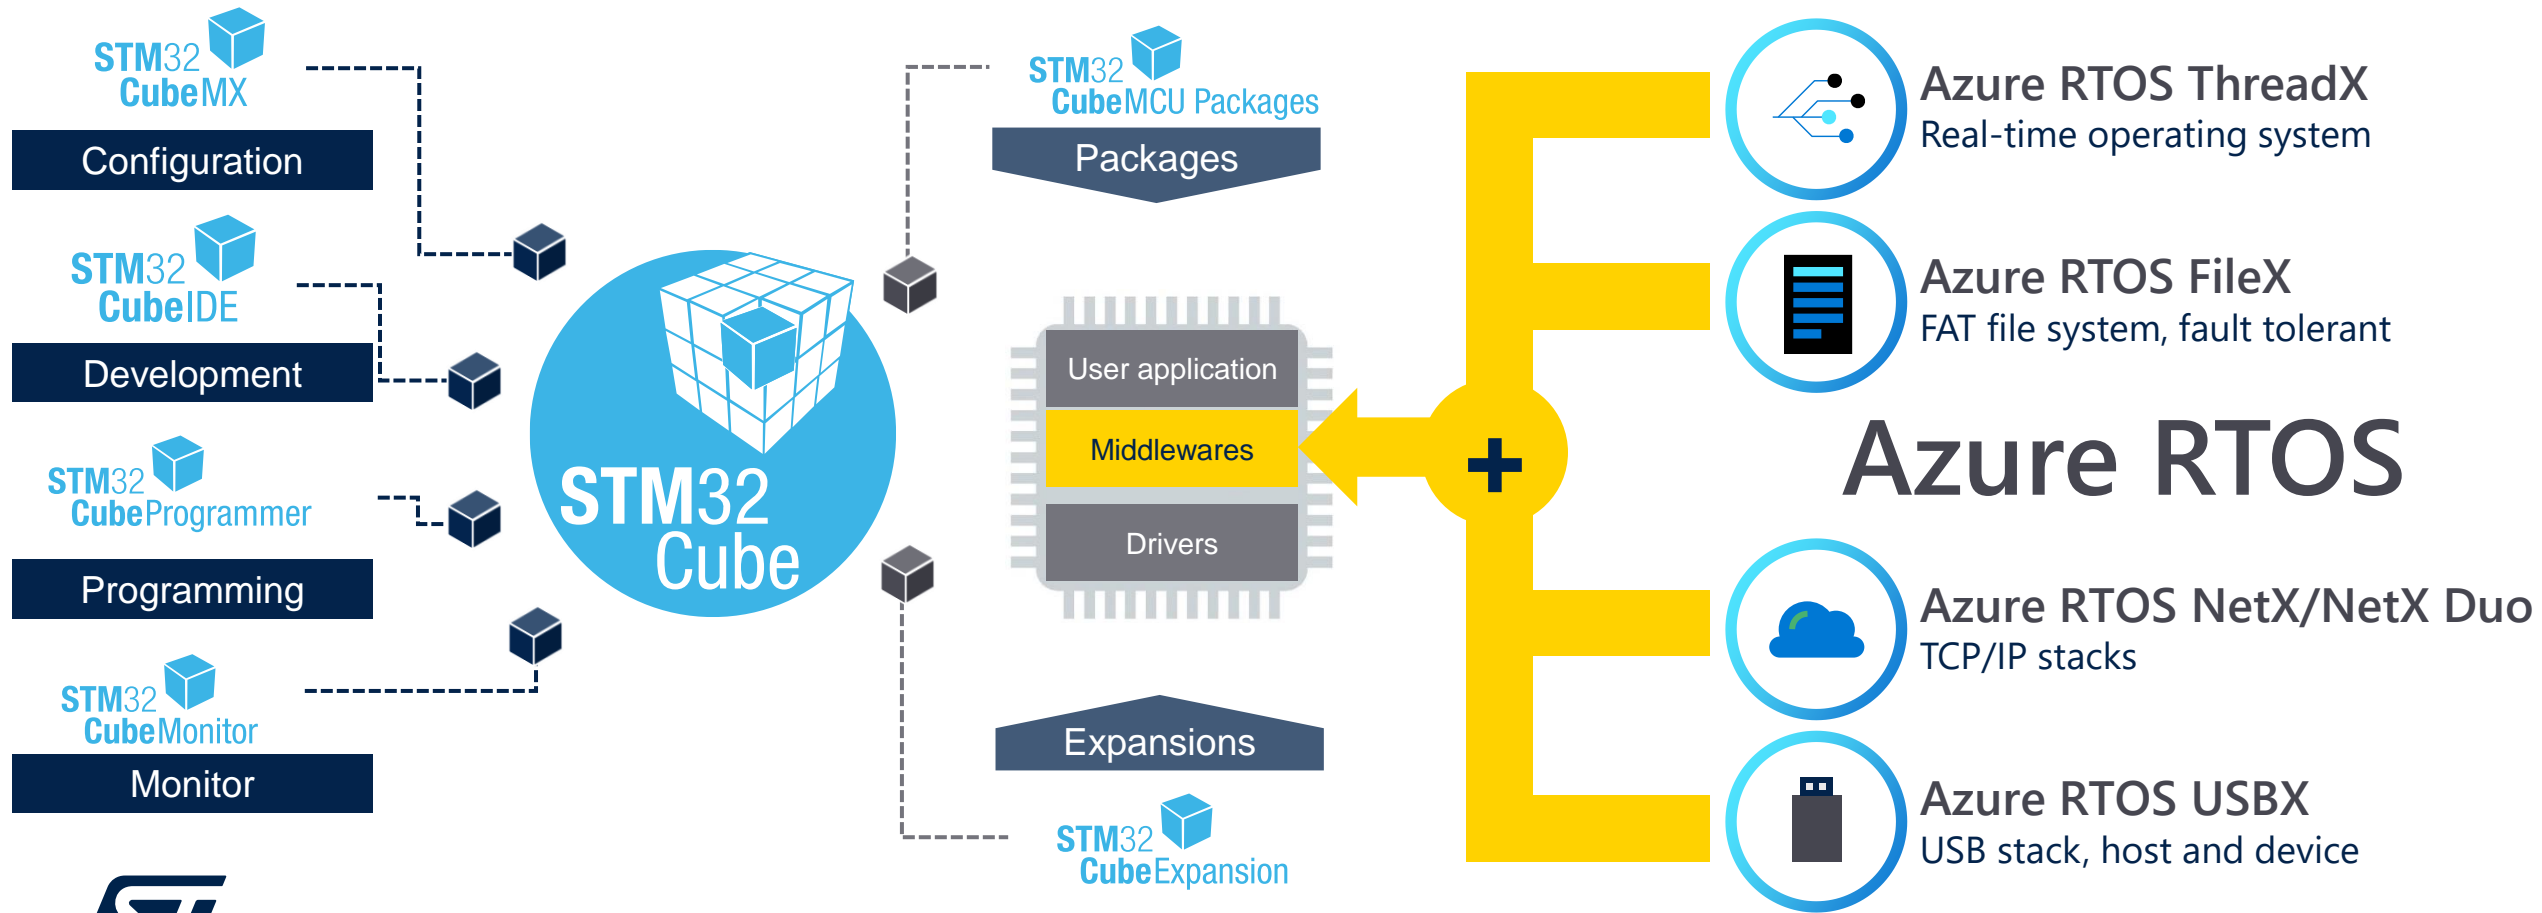 STM32
CubeMX
Configuration
STM32
CubeIDE
Development
STM32
CubeProgrammer
Programming
STM32
CubeMonitor
Monitor
STM32
Cube
STM32
CubeMCU Packages
Packages
User application
Middlewares
Drivers
Expansions
STM32
CubeExpansion
+
Azure RTOS ThreadX
Real-time operating system
Azure RTOS FileX
FAT file system, fault tolerant
Azure RTOS
Azure RTOS NetX/NetX Duo
TCP/IP stacks
Azure RTOS USBX
USB stack, host and device
ST